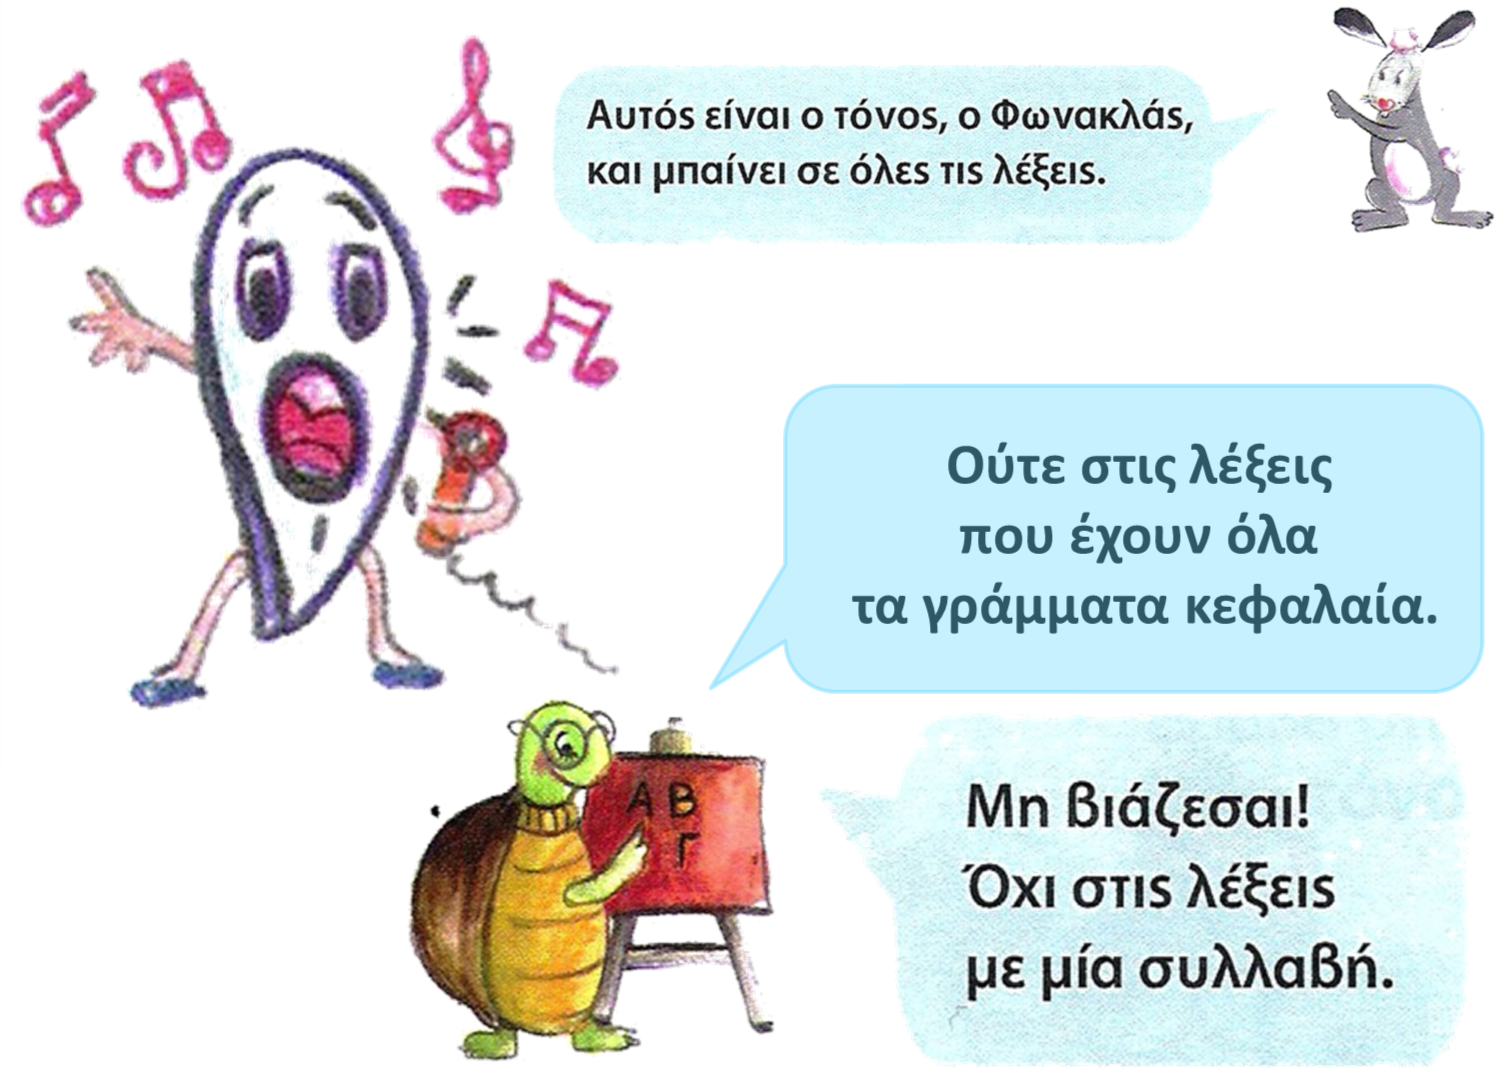 Αυτός είναι ο τόνος, ο Φωνακλάς,
και μπαίνει σε όλες τις λέξεις.
Ούτε στις λέξεις
που έχουν όλα
τα γράμματα κεφαλαία.
Α Β
Γ
Μη βιάζεσαι!
Όχι στις λέξεις
με μία συλλαβή.